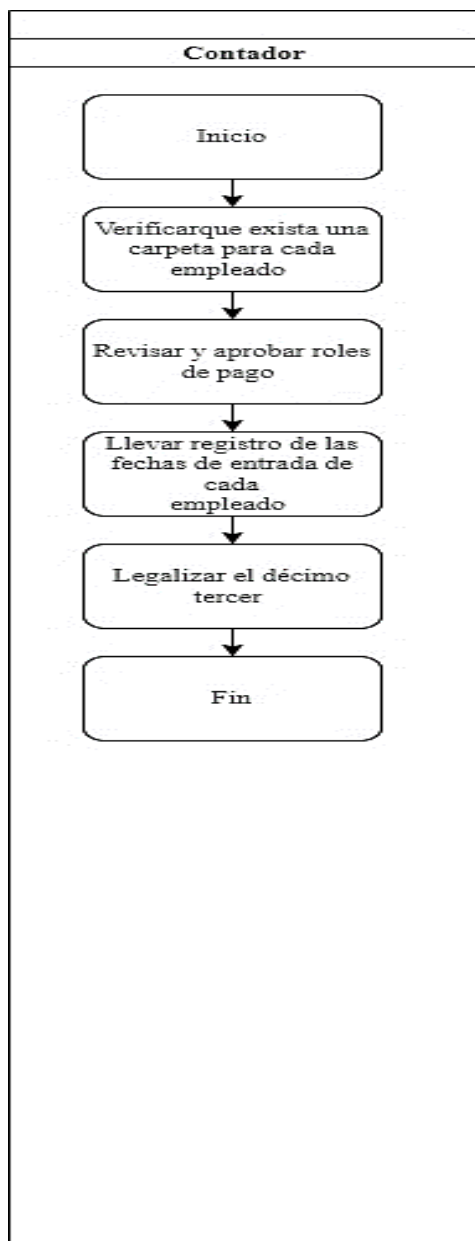 Contador
Inicio
Verificarque exista una
carpeta para cada
empleado
Revisar y aprobar roles
de pago
Llevar registro de las
fechas de entrada de
cada
empleado
Legalizar el décimo
tercer
Fin